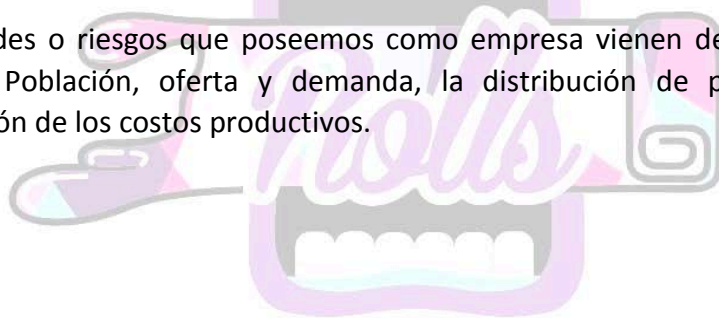 des o riesgos que poseemos como empresa vienen de
Población, oferta y demanda, la distribución de p
ón de los costos productivos.
Rolls